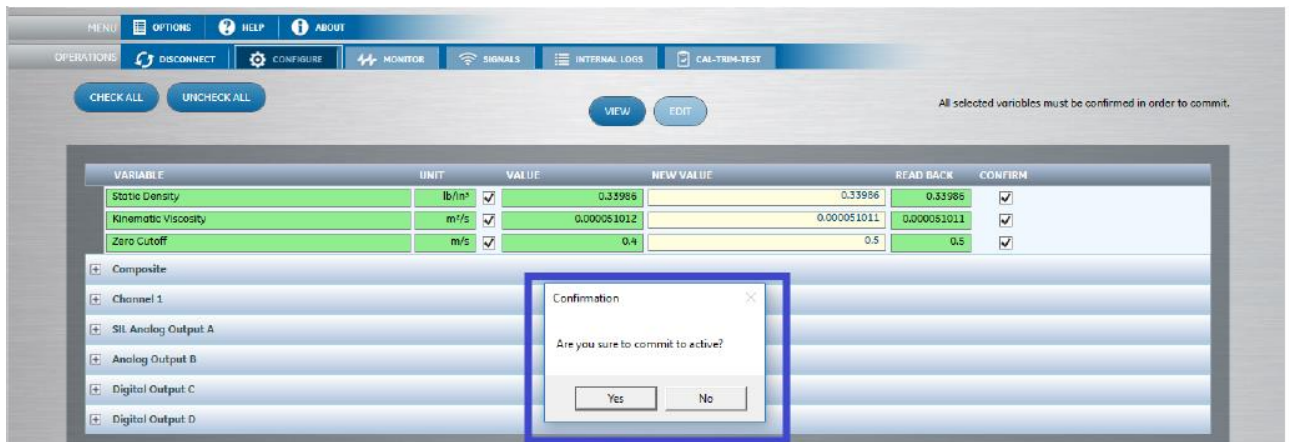 MENU OPTIONS HELP ABOUT
OPERATIONS DISCONNECT CONFIGURE MONITOR SIGNALS INTERNAL LOGS CAL-TRIM-TEST
CHECK ALL UNCHECK ALL VIEW EDIT All selected variables must be confirmed in order to commit.
VARIABLE UNIT VALUE NEW VALUE READ BACK CONFIRM
Static Density lb/in³ 0.33986 0.33986 0.33986
Kinematic Viscosity m²/s 0.000051012 0.000051011 0.000051011
Zero Cutoff m/s 0.4 0.5 0.5
Composite
Channel 1
SIL Analog Output A
Analog Output B
Digital Output C
Digital Output D
Confirmation
Are you sure to commit to active?
Yes No